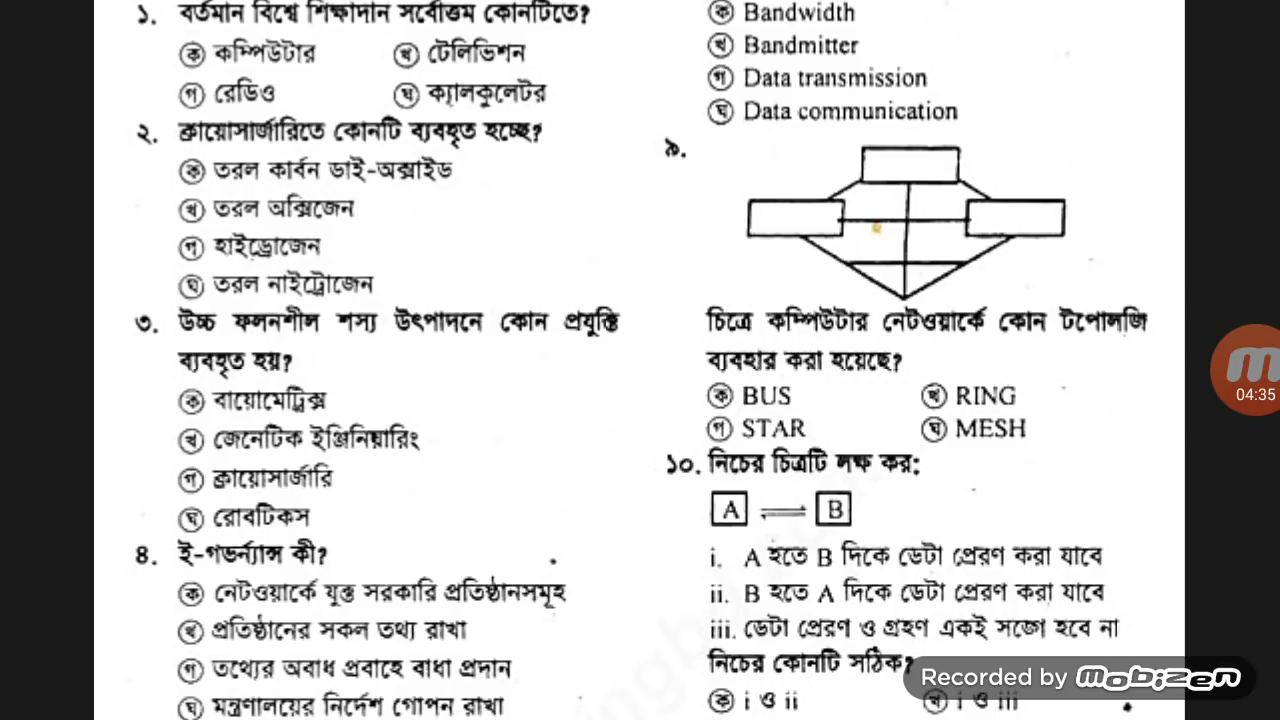 ১. বর্তমান বিশ্বে শিক্ষাদান সর্বোত্তম কোনটিতে?
ক কম্পিউটার খ টেলিভিশন
গ রেডিও ঘ ক্যালকুলেটর
২. ক্রায়োসার্জারিতে কোনটি ব্যবহৃত হচ্ছে?
ক তরল কার্বন ডাই-অক্সাইড
খ তরল অক্সিজেন
গ হাইড্রোজেন
ঘ তরল নাইট্রোজেন
৩. উচ্চ ফলনশীল শস্য উৎপাদনে কোন প্রযুক্তি
ব্যবহৃত হয়?
ক বায়োমেট্রিক্স
খ জেনেটিক ইঞ্জিনিয়ারিং
গ ক্রায়োসার্জারি
ঘ রোবটিকস
৪. ই-গভর্ন্যান্স কী?
ক নেটওয়ার্কে যুক্ত সরকারি প্রতিষ্ঠানসমূহ
খ প্রতিষ্ঠানের সকল তথ্য রাখা
গ তথ্যের অবাধ প্রবাহে বাধা প্রদান
ঘ মন্ত্রণালয়ের নির্দেশ গোপন রাখা
ক Bandwidth
খ Bandmitter
গ Data transmission
ঘ Data communication
৯.
চিত্রে কম্পিউটার নেটওয়ার্কে কোন টপোলজি
ব্যবহার করা হয়েছে?
ক BUS খ RING
গ STAR ঘ MESH
১০. নিচের চিত্রটি লক্ষ কর:
A ⇌ B
i. A হতে B দিকে ডেটা প্রেরণ করা যাবে
ii. B হতে A দিকে ডেটা প্রেরণ করা যাবে
iii. ডেটা প্রেরণ ও গ্রহণ একই সঙ্গে হবে না
নিচের কোনটি সঠিক?
ক i ও ii খ i ও iii
04:35
Recorded by mobizen